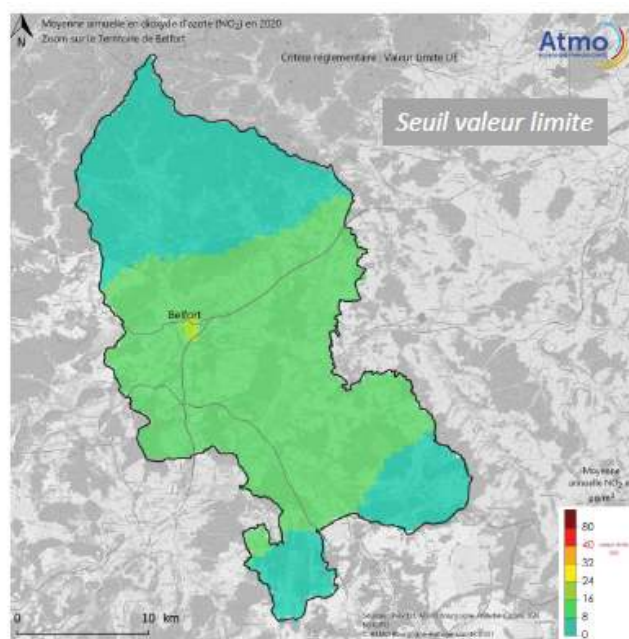 Moyenne annuelle en dioxyde d'azote (NO₂) en 2020
Zoom sur le Territoire de Belfort
Critère réglementaire : Valeur Limite UE
Atmo
Seuil valeur limite
N
Belfort
Moyenne
annuelle NO₂ en
µg/m³
80
40
32
24
16
8
0
0 10 km